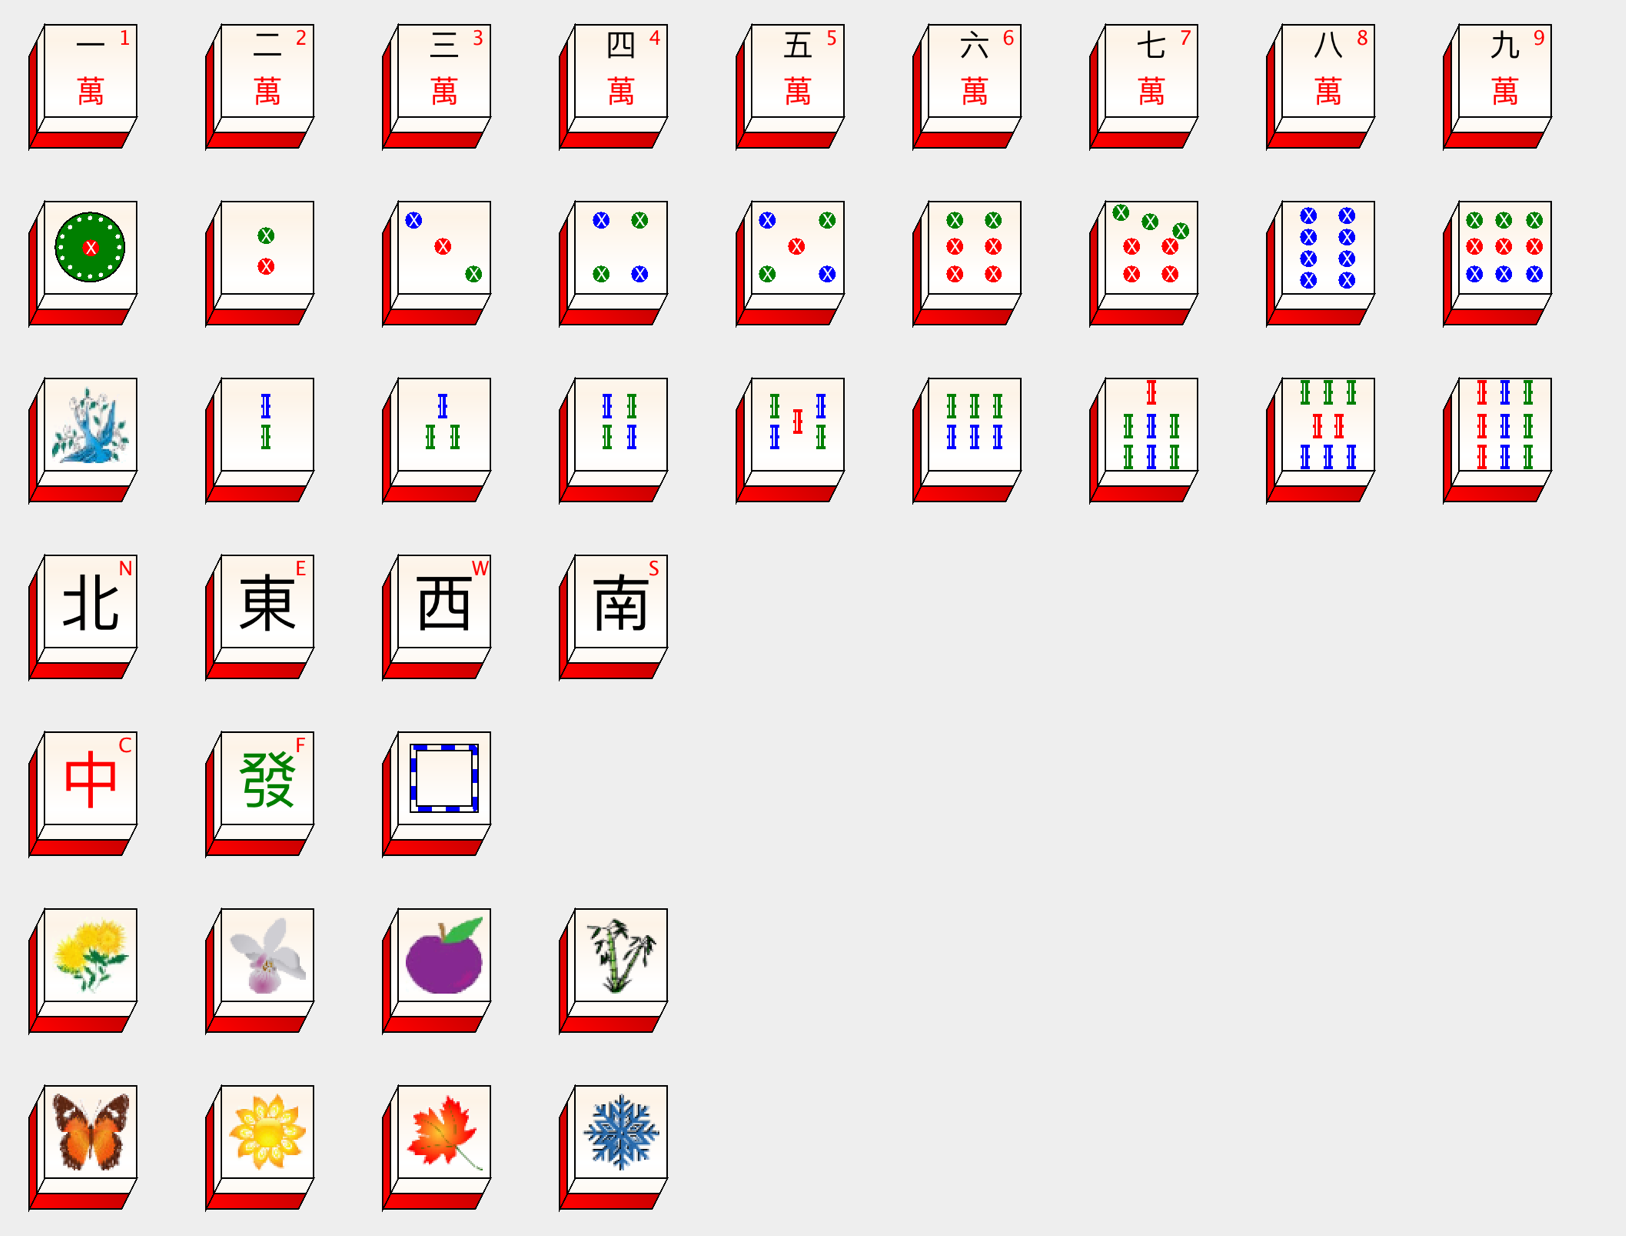 一 1 二 2 三 3 四 4 五 5 六 6 七 7 八 8 九 9
萬 萬 萬 萬 萬 萬 萬 萬 萬
X X X X X X X X X X X X X X X X X X X X X X X X X X X X X X X X X X X X X X X X X X X X X
北 N 東 E 西 W 南 S
中 C 發 F